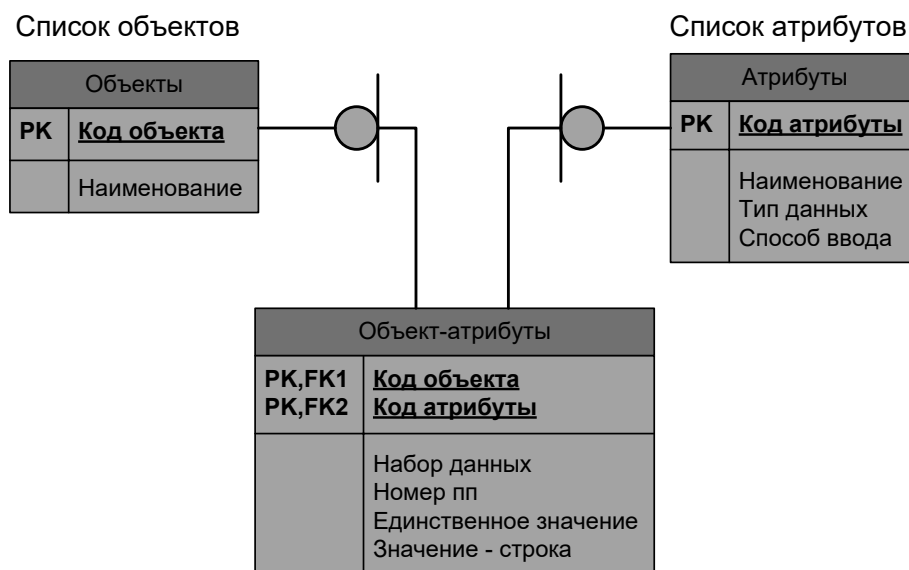 Список объектов
Список атрибутов
Объекты
PK Код объекта
Наименование
Атрибуты
PK Код атрибуты
Наименование
Тип данных
Способ ввода
Объект-атрибуты
PK,FK1 Код объекта
PK,FK2 Код атрибуты
Набор данных
Номер пп
Единственное значение
Значение - строка